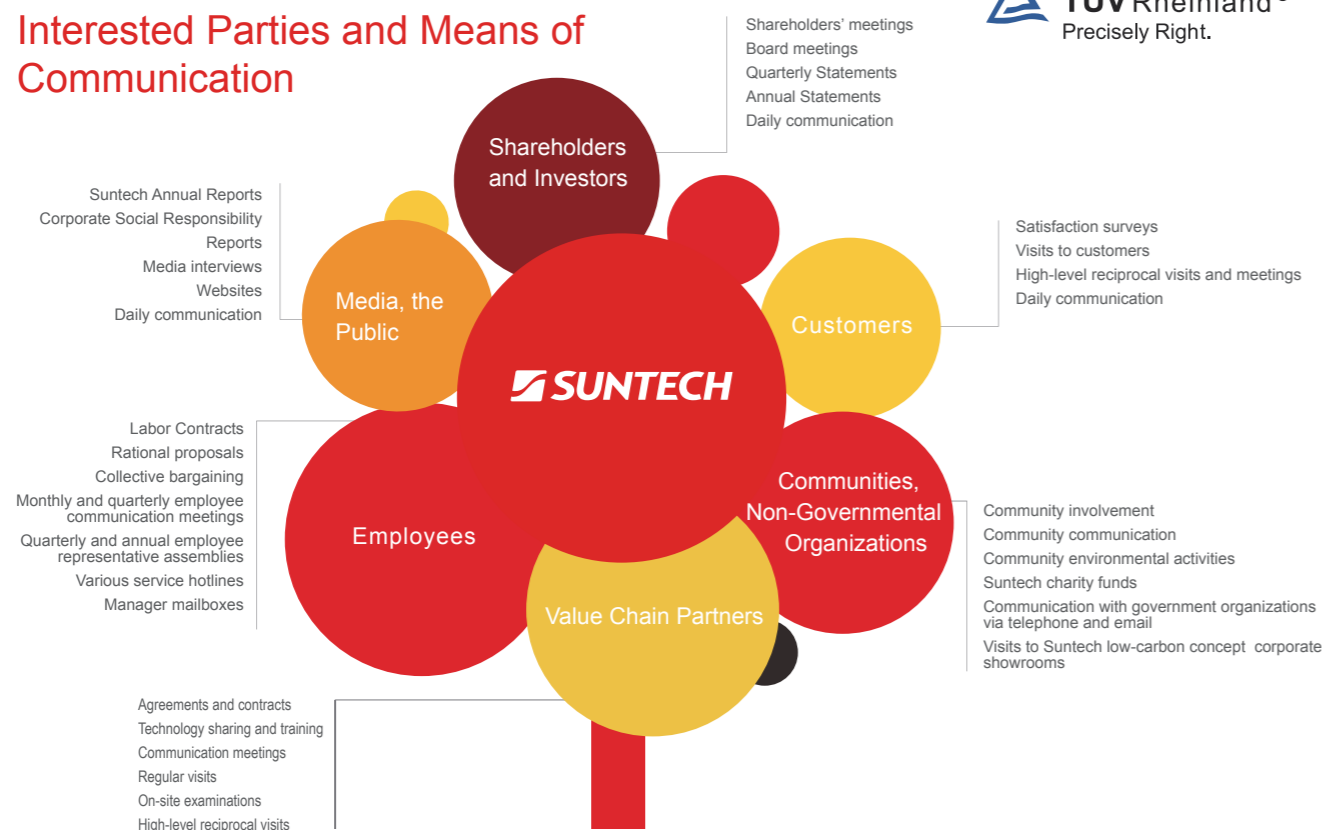 Interested Parties and Means of
Communication
TÜVRheinland®
Precisely Right.
Shareholders' meetings
Board meetings
Quarterly Statements
Annual Statements
Daily communication
Shareholders
and Investors
Suntech Annual Reports
Corporate Social Responsibility
Reports
Media interviews
Websites
Daily communication
Media, the
Public
Satisfaction surveys
Visits to customers
High-level reciprocal visits and meetings
Daily communication
Customers
SUNTECH
Labor Contracts
Rational proposals
Collective bargaining
Monthly and quarterly employee
communication meetings
Quarterly and annual employee
representative assemblies
Various service hotlines
Manager mailboxes
Employees
Communities,
Non-Governmental
Organizations
Community involvement
Community communication
Community environmental activities
Suntech charity funds
Communication with government organizations
via telephone and email
Visits to Suntech low-carbon concept corporate
showrooms
Value Chain Partners
Agreements and contracts
Technology sharing and training
Communication meetings
Regular visits
On-site examinations
High-level reciprocal visits